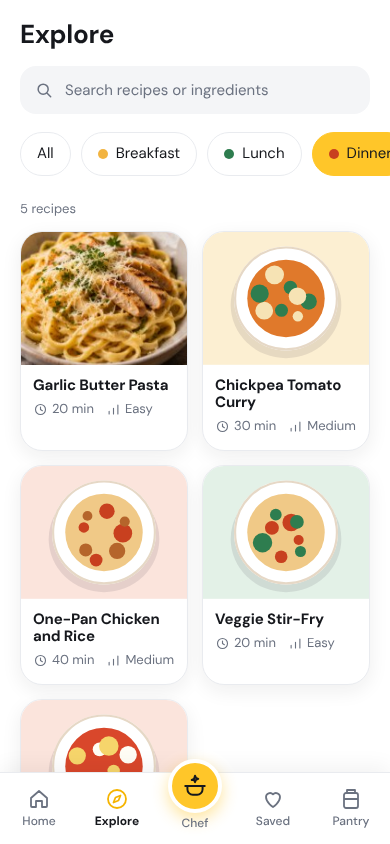 Explore
Search recipes or ingredients
All
Breakfast
Lunch
Dinner
5 recipes
Garlic Butter Pasta
20 min
Easy
Chickpea Tomato
Curry
30 min
Medium
One-Pan Chicken
and Rice
40 min
Medium
Veggie Stir-Fry
20 min
Easy
Home
Explore
Chef
Saved
Pantry